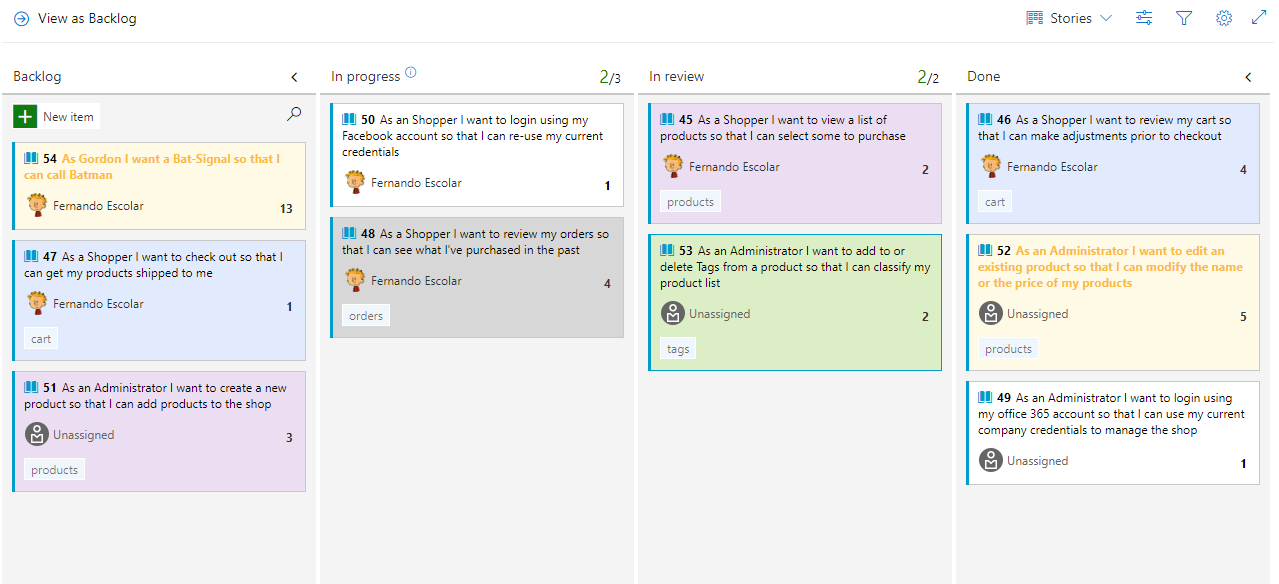 View as Backlog
Stories
Backlog
New item
54 As Gordon I want a Bat-Signal so that I
can call Batman
Fernando Escolar
13
47 As a Shopper I want to check out so that I
can get my products shipped to me
Fernando Escolar
1
cart
51 As an Administrator I want to create a new
product so that I can add products to the shop
Unassigned
3
products
In progress
2/3
50 As an Shopper I want to login using my
Facebook account so that I can re-use my current
credentials
Fernando Escolar
1
48 As a Shopper I want to review my orders so
that I can see what I've purchased in the past
Fernando Escolar
4
orders
In review
2/2
45 As a Shopper I want to view a list of
products so that I can select some to purchase
Fernando Escolar
2
products
53 As an Administrator I want to add to or
delete Tags from a product so that I can classify my
product list
Unassigned
2
tags
Done
46 As a Shopper I want to review my cart so
that I can make adjustments prior to checkout
Fernando Escolar
4
cart
52 As an Administrator I want to edit an
existing product so that I can modify the name
or the price of my products
Unassigned
5
products
49 As an Administrator I want to login using
my office 365 account so that I can use my current
company credentials to manage the shop
Unassigned
1